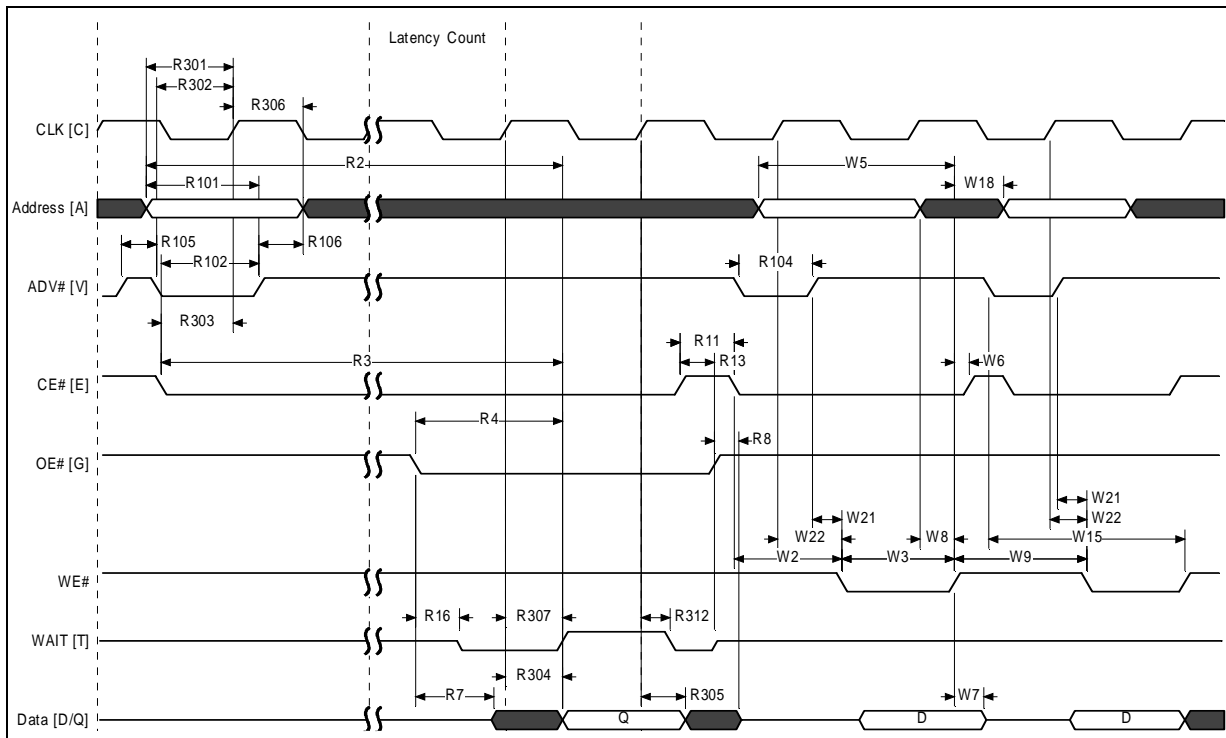 Latency Count
R301
R302
R306
CLK [C]
R2
W5
R101
W18
Address [A]
R105
R106
R102
R104
ADV# [V]
R303
R11
R3
R13
W6
CE# [E]
R4
R8
OE# [G]
W21
W21
W22
W22
W8
W15
W2
W3
W9
WE#
R16
R307
R312
WAIT [T]
R304
R7
R305
W7
Data [D/Q]
Q
D
D